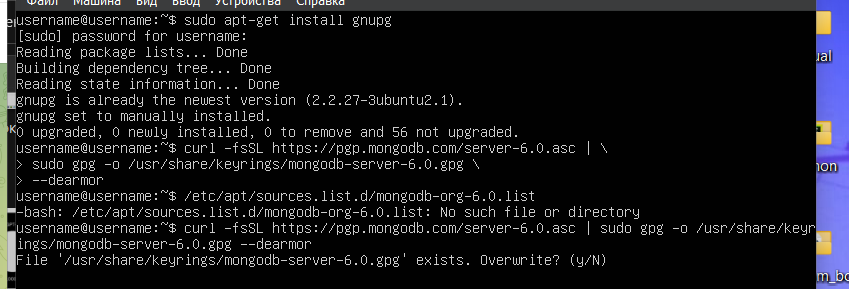 Файл Машина Вид Ввод Устройства Справка
username@username:~$ sudo apt-get install gnupg
[sudo] password for username:
Reading package lists... Done
Building dependency tree... Done
Reading state information... Done
gnupg is already the newest version (2.2.27-3ubuntu2.1).
gnupg set to manually installed.
0 upgraded, 0 newly installed, 0 to remove and 56 not upgraded.
username@username:~$ curl -fsSL https://pgp.mongodb.com/server-6.0.asc | \
> sudo gpg -o /usr/share/keyrings/mongodb-server-6.0.gpg \
> --dearmor
username@username:~$ /etc/apt/sources.list.d/mongodb-org-6.0.list
-bash: /etc/apt/sources.list.d/mongodb-org-6.0.list: No such file or directory
username@username:~$ curl -fsSL https://pgp.mongodb.com/server-6.0.asc | sudo gpg -o /usr/share/keyr
ings/mongodb-server-6.0.gpg --dearmor
File '/usr/share/keyrings/mongodb-server-6.0.gpg' exists. Overwrite? (y/N)
ual
mon
m_bo